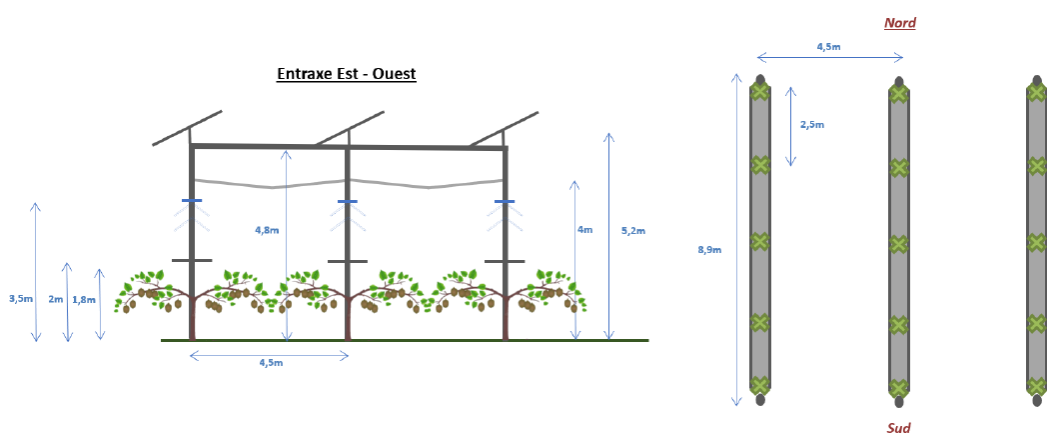 Entraxe Est - Ouest
3,5m
2m
1,8m
4,8m
4m
5,2m
4,5m
Nord
4,5m
2,5m
8,9m
Sud